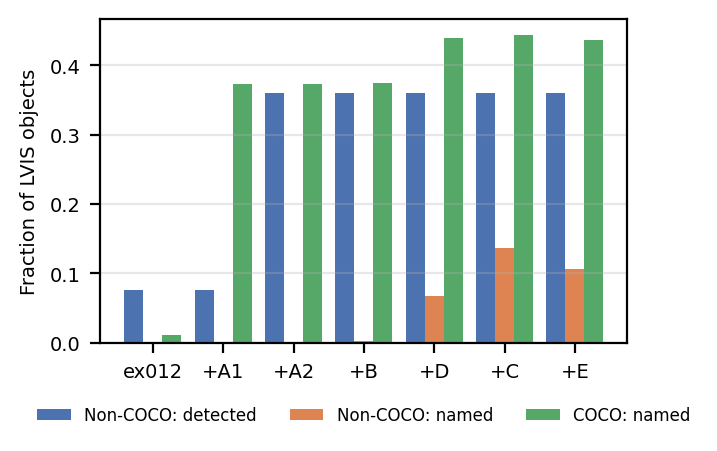 Fraction of LVIS objects
0.4
0.3
0.2
0.1
0.0
ex012 +A1 +A2 +B +D +C +E
Non-COCO: detected Non-COCO: named COCO: named